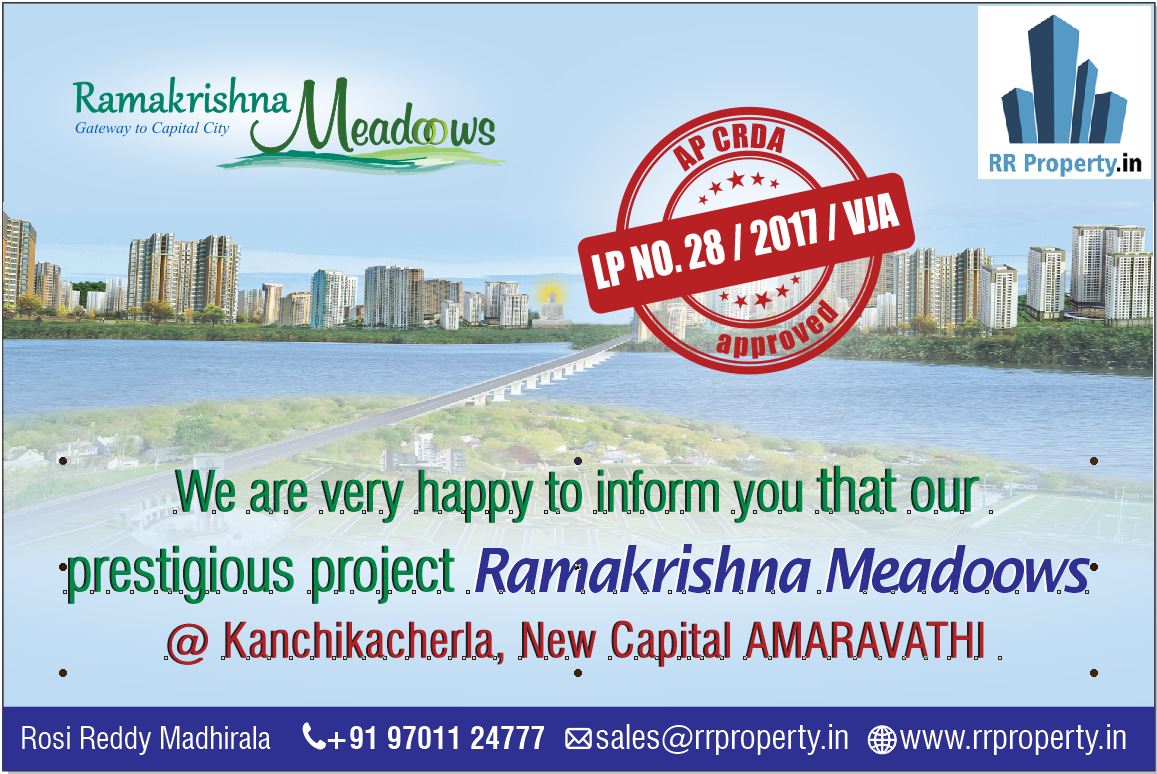 Ramakrishna Meadoows
Gateway to Capital City
RR Property.in
AP CRDA
LP NO. 28 / 2017 / VJA
approved
We are very happy to inform you that our
prestigious project Ramakrishna Meadoows
@ Kanchikacherla, New Capital AMARAVATHI
Rosi Reddy Madhirala +91 97011 24777 sales@rrproperty.in www.rrproperty.in